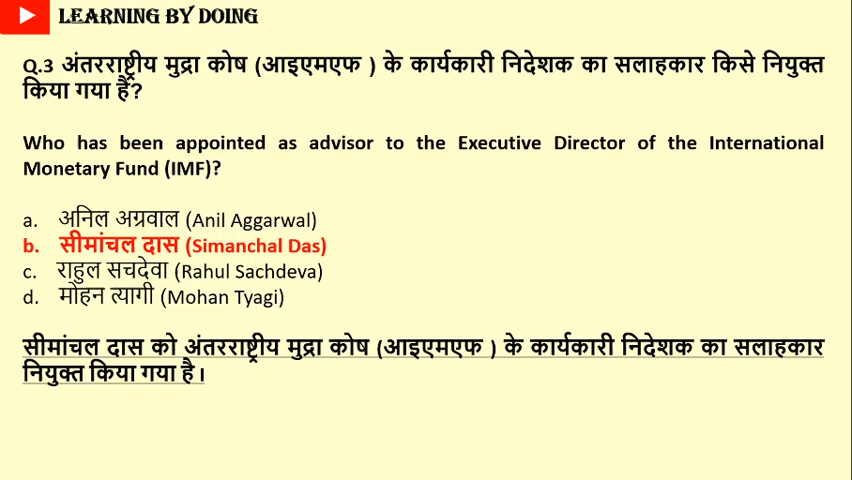 LEARNING BY DOING
Q.3 अंतरराष्ट्रीय मुद्रा कोष (आइएमएफ ) के कार्यकारी निदेशक का सलाहकार किसे नियुक्त
किया गया हैं?
Who has been appointed as advisor to the Executive Director of the International
Monetary Fund (IMF)?
a. अनिल अग्रवाल (Anil Aggarwal)
b. सीमांचल दास (Simanchal Das)
c. राहुल सचदेवा (Rahul Sachdeva)
d. मोहन त्यागी (Mohan Tyagi)
सीमांचल दास को अंतरराष्ट्रीय मुद्रा कोष (आइएमएफ ) के कार्यकारी निदेशक का सलाहकार
नियुक्त किया गया है।